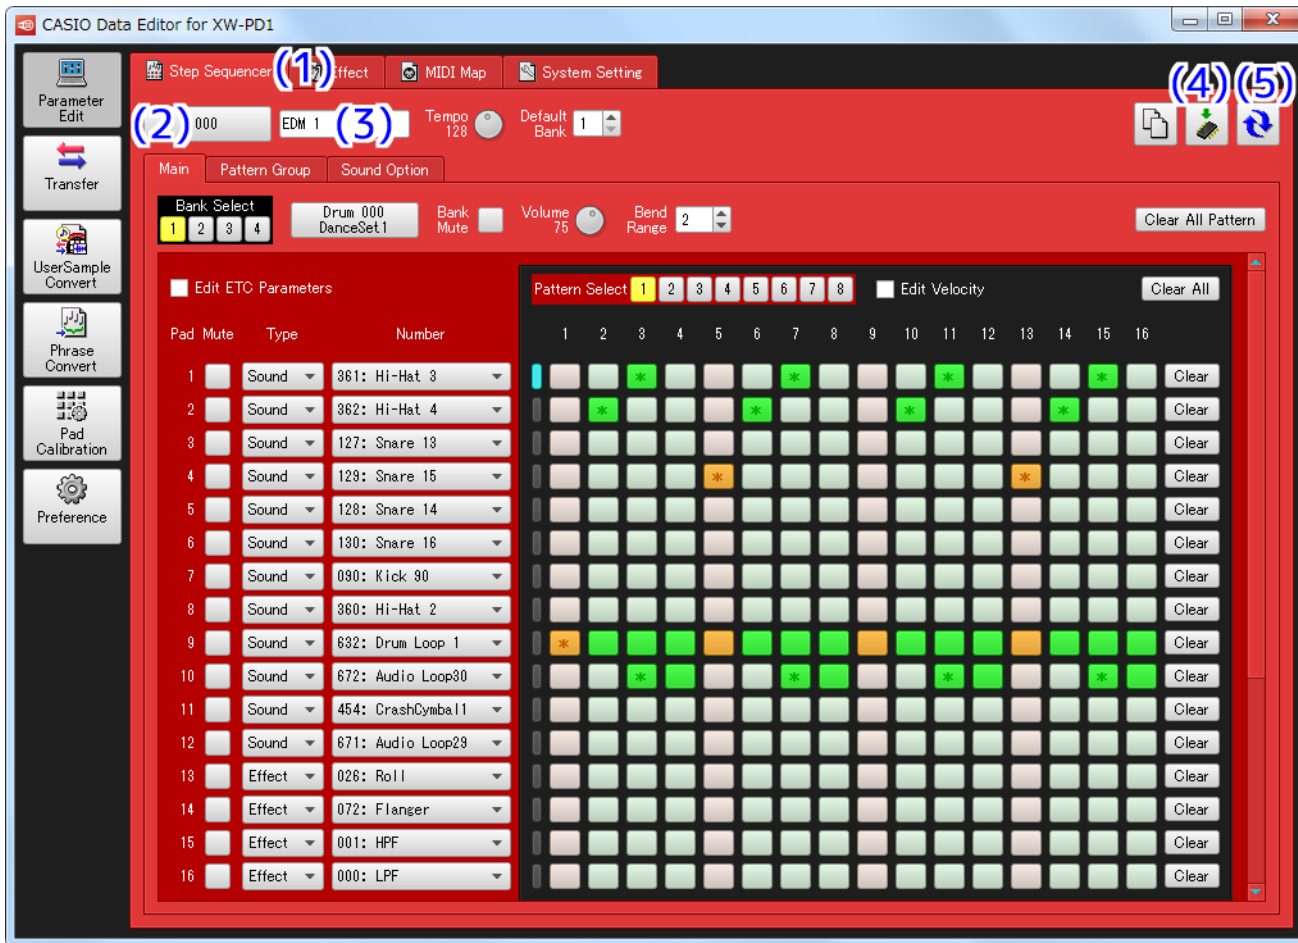 CASIO Data Editor for XW-PD1
Parameter
Edit
Transfer
UserSample
Convert
Phrase
Convert
Pad
Calibration
Preference
Step Sequencer (1) Effect MIDI Map System Setting
(2) 000 EDM 1 (3) Tempo
128 Default
Bank 1 (4) (5)
Main Pattern Group Sound Option
Bank Select
1 2 3 4
Drum 000
DanceSet1
Bank
Mute
Volume
75
Bend
Range 2
Clear All Pattern
Edit ETC Parameters
Pattern Select 1 2 3 4 5 6 7 8 Edit Velocity Clear All
Pad Mute Type Number 1 2 3 4 5 6 7 8 9 10 11 12 13 14 15 16
1 Sound 361: Hi-Hat 3 * * * * Clear
2 Sound 362: Hi-Hat 4 * * * * Clear
3 Sound 127: Snare 13 Clear
4 Sound 129: Snare 15 * * Clear
5 Sound 128: Snare 14 Clear
6 Sound 130: Snare 16 Clear
7 Sound 090: Kick 90 Clear
8 Sound 360: Hi-Hat 2 Clear
9 Sound 632: Drum Loop 1 * Clear
10 Sound 672: Audio Loop30 * * * * Clear
11 Sound 454: CrashCymbal1 Clear
12 Sound 671: Audio Loop29 Clear
13 Effect 026: Roll Clear
14 Effect 072: Flanger Clear
15 Effect 001: HPF Clear
16 Effect 000: LPF Clear